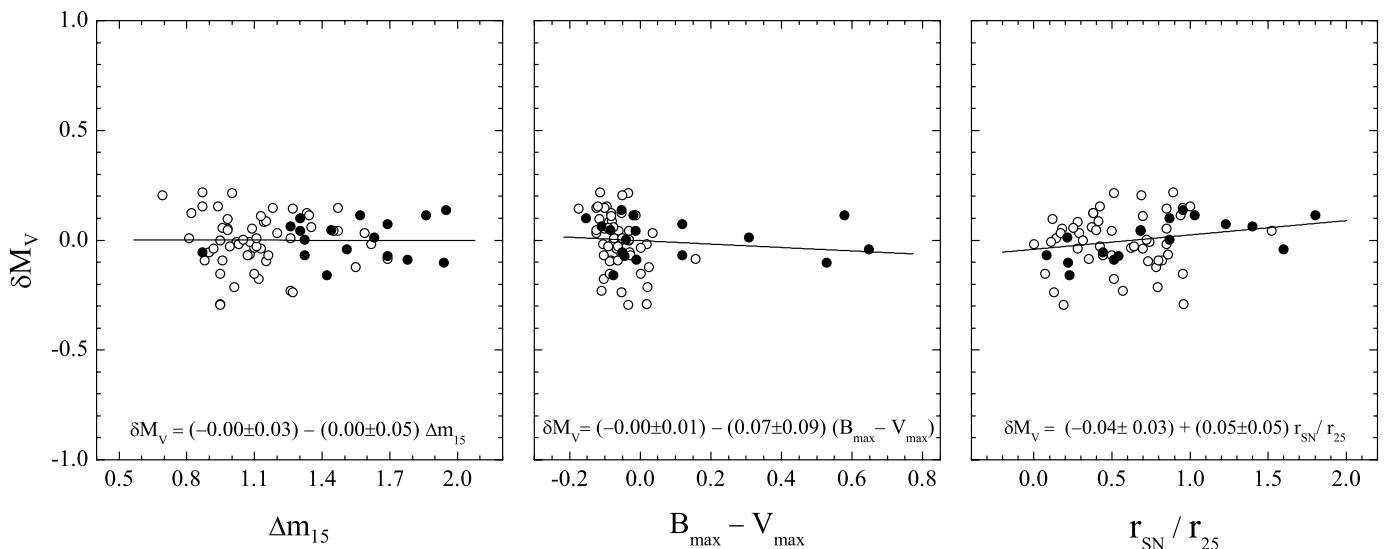 1.0
0.5
0.0
-0.5
-1.0
δM_V
δM_V = (−0.00±0.03) − (0.00±0.05) Δm_15
δM_V= (−0.00±0.01) − (0.07±0.09) (B_max− V_max)
δM_V = (−0.04± 0.03) + (0.05±0.05) r_SN/ r_25
0.5 0.8 1.1 1.4 1.7 2.0
-0.2 0.0 0.2 0.4 0.6 0.8
0.0 0.5 1.0 1.5 2.0
Δm_15
B_max − V_max
r_SN / r_25